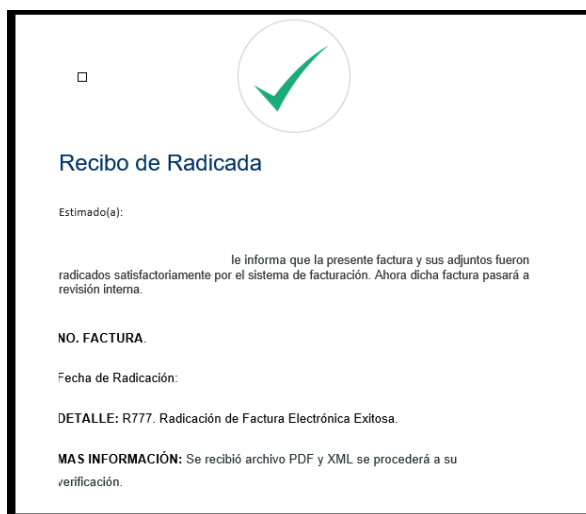 Recibo de Radicada
Estimado(a):
le informa que la presente factura y sus adjuntos fueron
radicados satisfactoriamente por el sistema de facturación. Ahora dicha factura pasará a
revisión interna.
NO. FACTURA.
Fecha de Radicación:
DETALLE: R777. Radicación de Factura Electrónica Exitosa.
MAS INFORMACIÓN: Se recibió archivo PDF y XML se procederá a su
verificación.